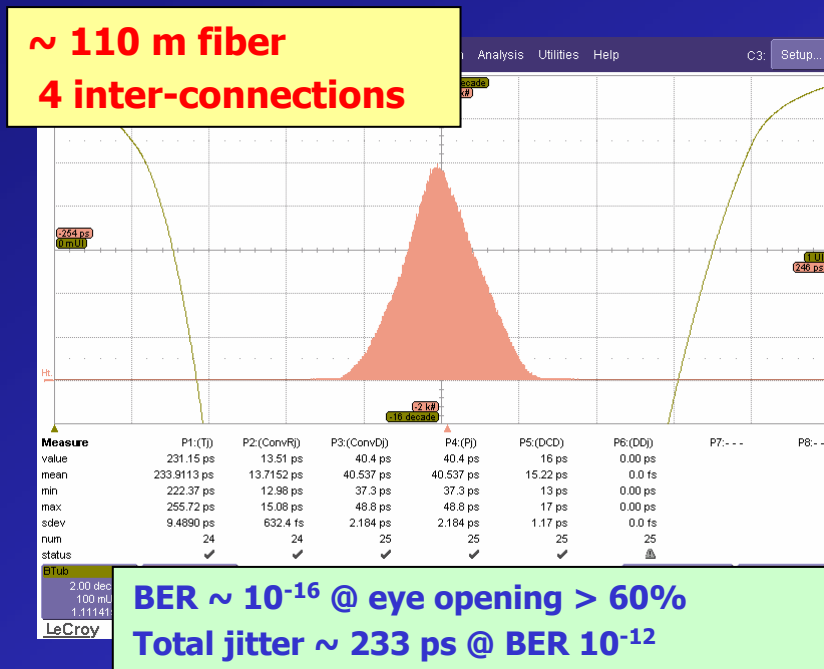 ~ 110 m fiber
4 inter-connections
Analysis Utilities Help C3: Setup...
-254 ps
0 mUI
1 UI
246 ps
Ht.
-2 k#
-16 decade
Measure P1:(Tj) P2:(ConvRj) P3:(ConvDj) P4:(Pj) P5:(DCD) P6:(DDj) P7:- - - P8:- -
value 231.15 ps 13.51 ps 40.4 ps 40.4 ps 16 ps 0.00 ps
mean 233.9113 ps 13.7152 ps 40.537 ps 40.537 ps 15.22 ps 0.0 fs
min 222.37 ps 12.98 ps 37.3 ps 37.3 ps 13 ps 0.00 ps
max 255.72 ps 15.08 ps 48.8 ps 48.8 ps 17 ps 0.00 ps
sdev 9.4890 ps 632.4 fs 2.184 ps 2.184 ps 1.17 ps 0.0 fs
num 24 24 25 25 25 25
status ✓ ✓ ✓ ✓ ✓
BTub
2.00 dec
100 mU
1.11141
LeCroy
BER ~ 10⁻¹⁶ @ eye opening > 60%
Total jitter ~ 233 ps @ BER 10⁻¹²